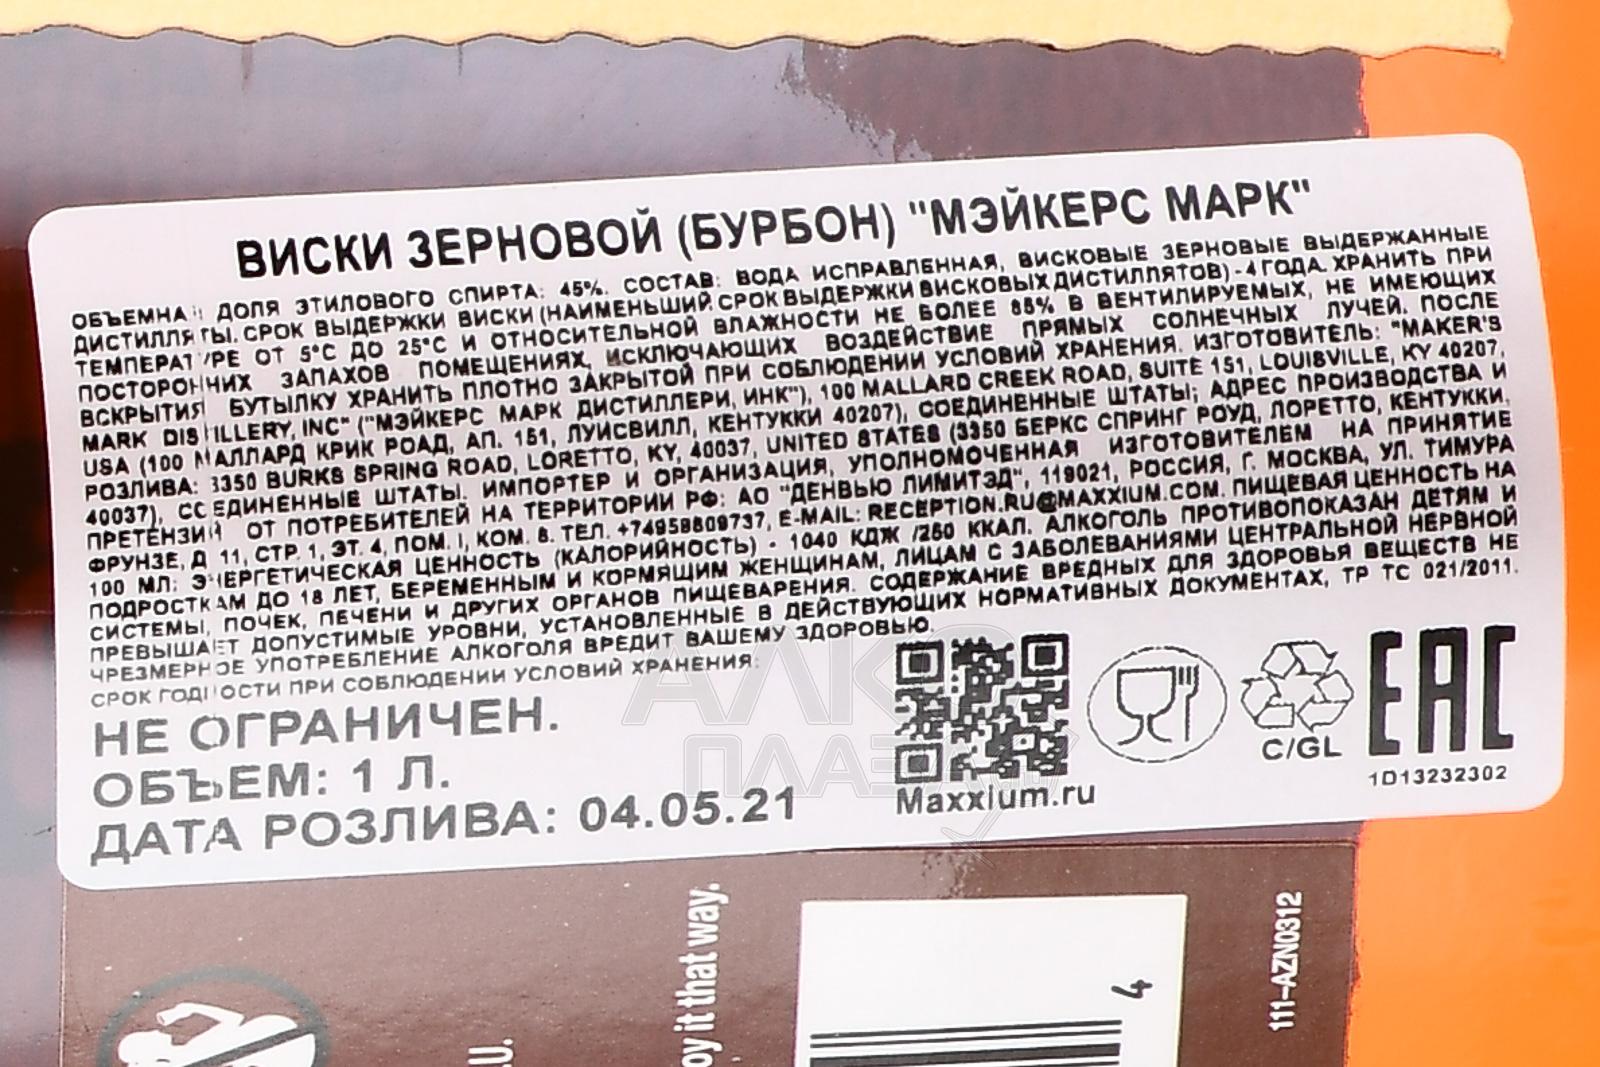 ВИСКИ ЗЕРНОВОЙ (БУРБОН) "МЭЙКЕРС МАРК"
ОБЪЕМНА ДОЛЯ ЭТИЛОВОГО СПИРТА: 45%. СОСТАВ: ВОДА ИСПРАВЛЕННАЯ, ВИСКОВЫЕ ЗЕРНОВЫЕ ВЫДЕРЖАННЫЕ
ДИСТИЛЛЯТЫ. СРОК ВЫДЕРЖКИ ВИСКИ (НАИМЕНЬШИЙ СРОК ВЫДЕРЖКИ ВИСКОВЫХ ДИСТИЛЛЯТОВ) - 4 ГОДА. ХРАНИТЬ ПРИ
ТЕМПЕРАТУРЕ ОТ 5°С ДО 25°С И ОТНОСИТЕЛЬНОЙ ВЛАЖНОСТИ НЕ БОЛЕЕ 85% В ВЕНТИЛИРУЕМЫХ, НЕ ИМЕЮЩИХ
ПОСТОРОННИХ ЗАПАХОВ ПОМЕЩЕНИЯХ, ИСКЛЮЧАЮЩИХ ВОЗДЕЙСТВИЕ ПРЯМЫХ СОЛНЕЧНЫХ ЛУЧЕЙ. ПОСЛЕ
ВСКРЫТИЯ БУТЫЛКУ ХРАНИТЬ ПЛОТНО ЗАКРЫТОЙ ПРИ СОБЛЮДЕНИИ УСЛОВИЙ ХРАНЕНИЯ. ИЗГОТОВИТЕЛЬ: "MAKER'S
MARK DISTILLERY, INC" ("МЭЙКЕРС МАРК ДИСТИЛЛЕРИ, ИНК"), 100 MALLARD CREEK ROAD, SUITE 151, LOUISVILLE, KY 40207,
USA (100 МАЛЛАРД КРИК РОАД, АП. 151, ЛУИСВИЛЛ, КЕНТУККИ 40207), СОЕДИНЕННЫЕ ШТАТЫ; АДРЕС ПРОИЗВОДСТВА И
РОЗЛИВА: 3350 BURKS SPRING ROAD, LORETTO, KY, 40037, UNITED STATES (3350 БЕРКС СПРИНГ РОУД, ЛОРЕТТО, КЕНТУККИ,
40037), СОЕДИНЕННЫЕ ШТАТЫ. ИМПОРТЕР И ОРГАНИЗАЦИЯ, УПОЛНОМОЧЕННАЯ ИЗГОТОВИТЕЛЕМ НА ПРИНЯТИЕ
ПРЕТЕНЗИЙ ОТ ПОТРЕБИТЕЛЕЙ НА ТЕРРИТОРИИ РФ: АО "ДЕНВЬЮ ЛИМИТЭД", 119021, РОССИЯ, Г. МОСКВА, УЛ. ТИМУРА
ФРУНЗЕ, Д 11, СТР. 1, ЭТ. 4, ПОМ. I, КОМ. 8. ТЕЛ. +74959809737, E-MAIL: RECEPTION.RU@MAXXIUM.COM. ПИЩЕВАЯ ЦЕННОСТЬ НА
100 МЛ: ЭНЕРГЕТИЧЕСКАЯ ЦЕННОСТЬ (КАЛОРИЙНОСТЬ) - 1040 КДЖ /250 ККАЛ. АЛКОГОЛЬ ПРОТИВОПОКАЗАН ДЕТЯМ И
ПОДРОСТКАМ ДО 18 ЛЕТ, БЕРЕМЕННЫМ И КОРМЯЩИМ ЖЕНЩИНАМ, ЛИЦАМ С ЗАБОЛЕВАНИЯМИ ЦЕНТРАЛЬНОЙ НЕРВНОЙ
СИСТЕМЫ, ПОЧЕК, ПЕЧЕНИ И ДРУГИХ ОРГАНОВ ПИЩЕВАРЕНИЯ. СОДЕРЖАНИЕ ВРЕДНЫХ ДЛЯ ЗДОРОВЬЯ ВЕЩЕСТВ НЕ
ПРЕВЫШАЕТ ДОПУСТИМЫЕ УРОВНИ, УСТАНОВЛЕННЫЕ В ДЕЙСТВУЮЩИХ НОРМАТИВНЫХ ДОКУМЕНТАХ, ТР ТС 021/2011.
ЧРЕЗМЕРНОЕ УПОТРЕБЛЕНИЕ АЛКОГОЛЯ ВРЕДИТ ВАШЕМУ ЗДОРОВЬЮ.
СРОК ГОДНОСТИ ПРИ СОБЛЮДЕНИИ УСЛОВИЙ ХРАНЕНИЯ:
НЕ ОГРАНИЧЕН.
ОБЪЕМ: 1 Л.
ДАТА РОЗЛИВА: 04.05.21
Maxxium.ru
C/GL
EAC
1D13232302
АЛКО
ПЛАЗА
oy it that way.
.U.
4
111-AZN0312